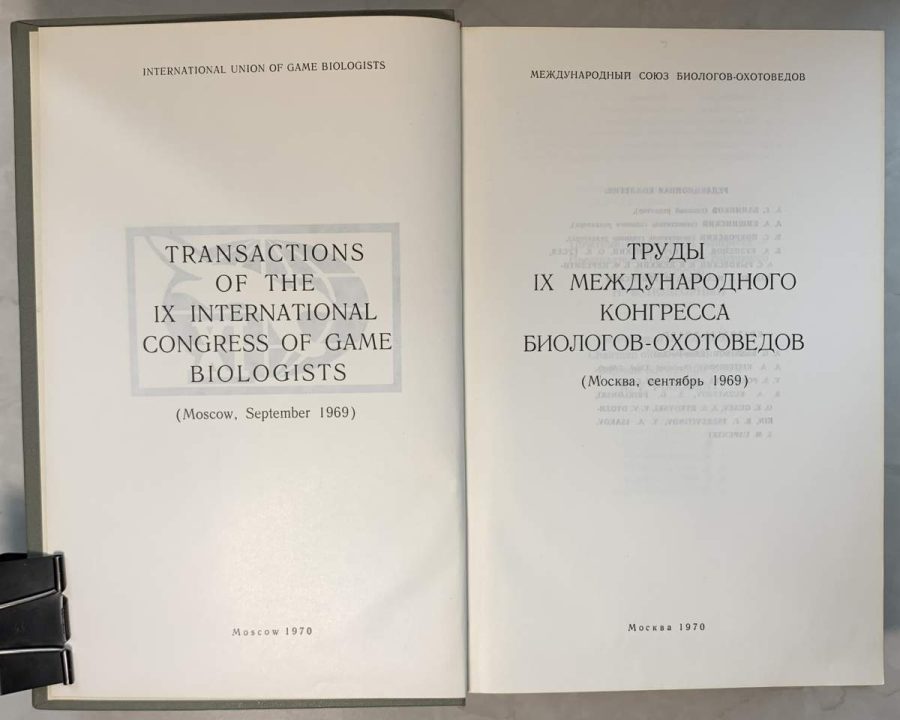 INTERNATIONAL UNION OF GAME BIOLOGISTS
TRANSACTIONS
OF THE
IX INTERNATIONAL
CONGRESS OF GAME
BIOLOGISTS
(Moscow, September 1969)
Moscow 1970
МЕЖДУНАРОДНЫЙ СОЮЗ БИОЛОГОВ-ОХОТОВЕДОВ
ТРУДЫ
IX МЕЖДУНАРОДНОГО
КОНГРЕССА
БИОЛОГОВ-ОХОТОВЕДОВ
(Москва, сентябрь 1969)
Москва 1970